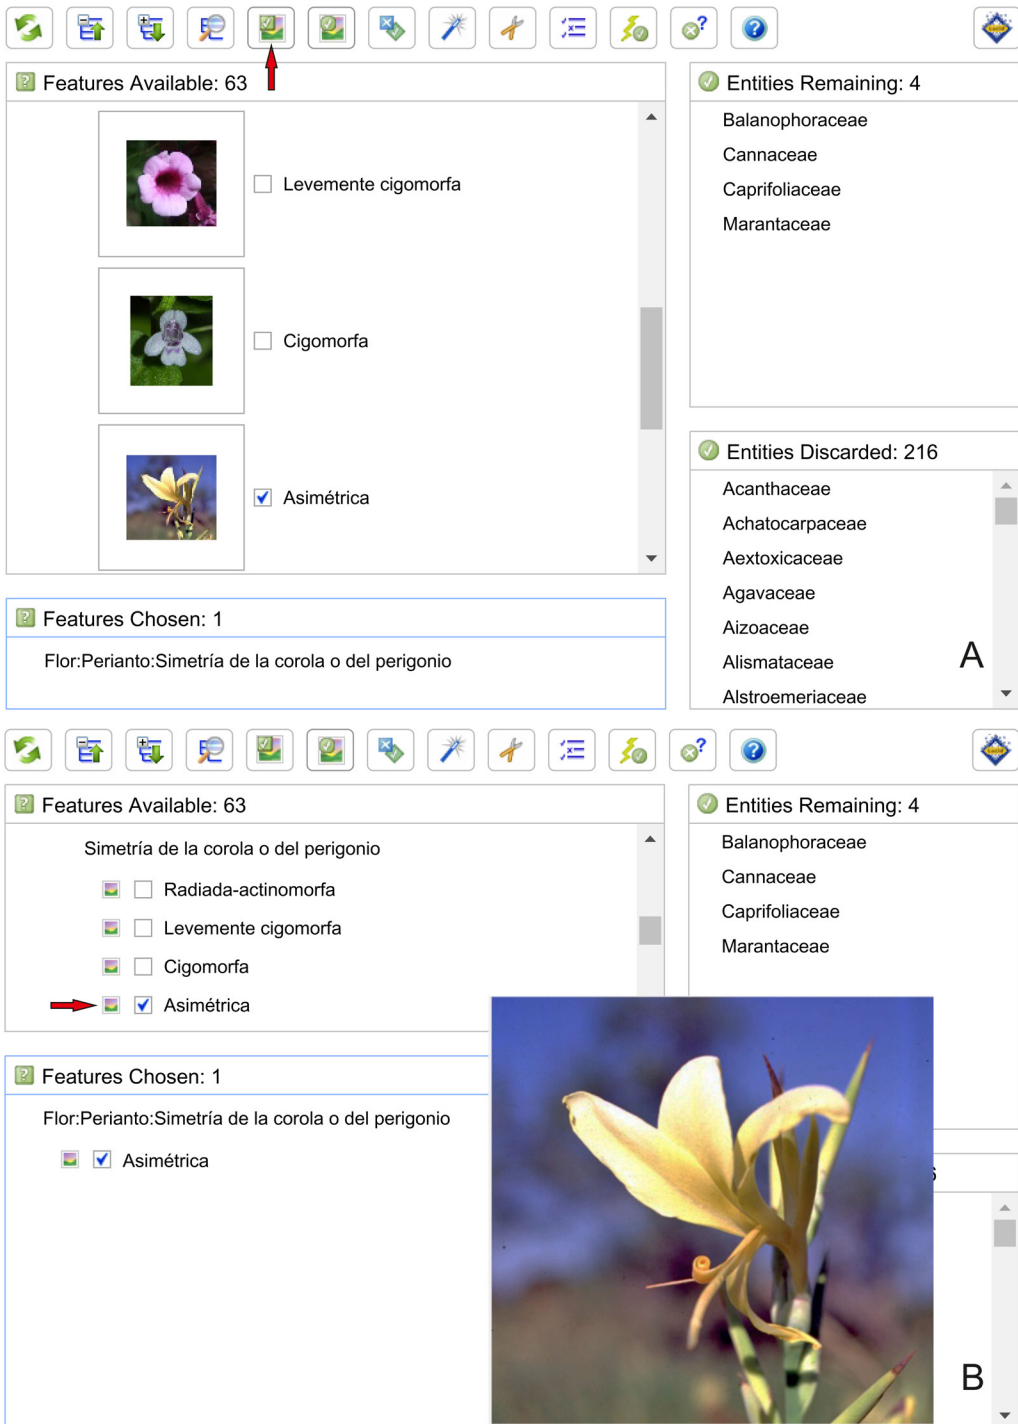 Features Available: 63
Levemente cigomorfa
Cigomorfa
Asimétrica
Features Chosen: 1
Flor:Perianto:Simetría de la corola o del perigonio
Entities Remaining: 4
Balanophoraceae
Cannaceae
Caprifoliaceae
Marantaceae
Entities Discarded: 216
Acanthaceae
Achatocarpaceae
Aextoxicaceae
Agavaceae
Aizoaceae
Alismataceae
Alstroemeriaceae
A
Features Available: 63
Simetría de la corola o del perigonio
Radiada-actinomorfa
Levemente cigomorfa
Cigomorfa
Asimétrica
Features Chosen: 1
Flor:Perianto:Simetría de la corola o del perigonio
Asimétrica
Entities Remaining: 4
Balanophoraceae
Cannaceae
Caprifoliaceae
Marantaceae
B